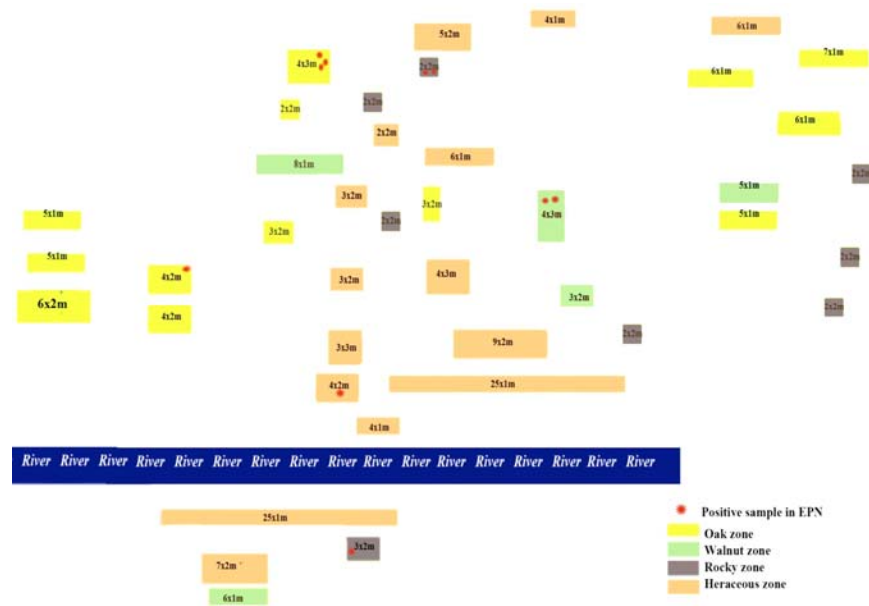 4x1m
6x1m
5x2m
7x1m
4x3m
2x2m
6x1m
2x2m
2x2m
6x1m
2x2m
6x1m
8x1m
2x2m
5x1m
3x2m
3x2m
4x3m
5x1m
2x2m
5x1m
3x2m
5x1m
2x2m
4x2m
3x2m
4x3m
6x2m
3x2m
2x2m
4x2m
2x2m
9x2m
3x3m
4x2m
25x1m
4x1m
River River River River River River River River River River River River River River River River River
25x1m
3x2m
7x2m
6x1m
Positive sample in EPN
Oak zone
Walnut zone
Rocky zone
Heraceous zone